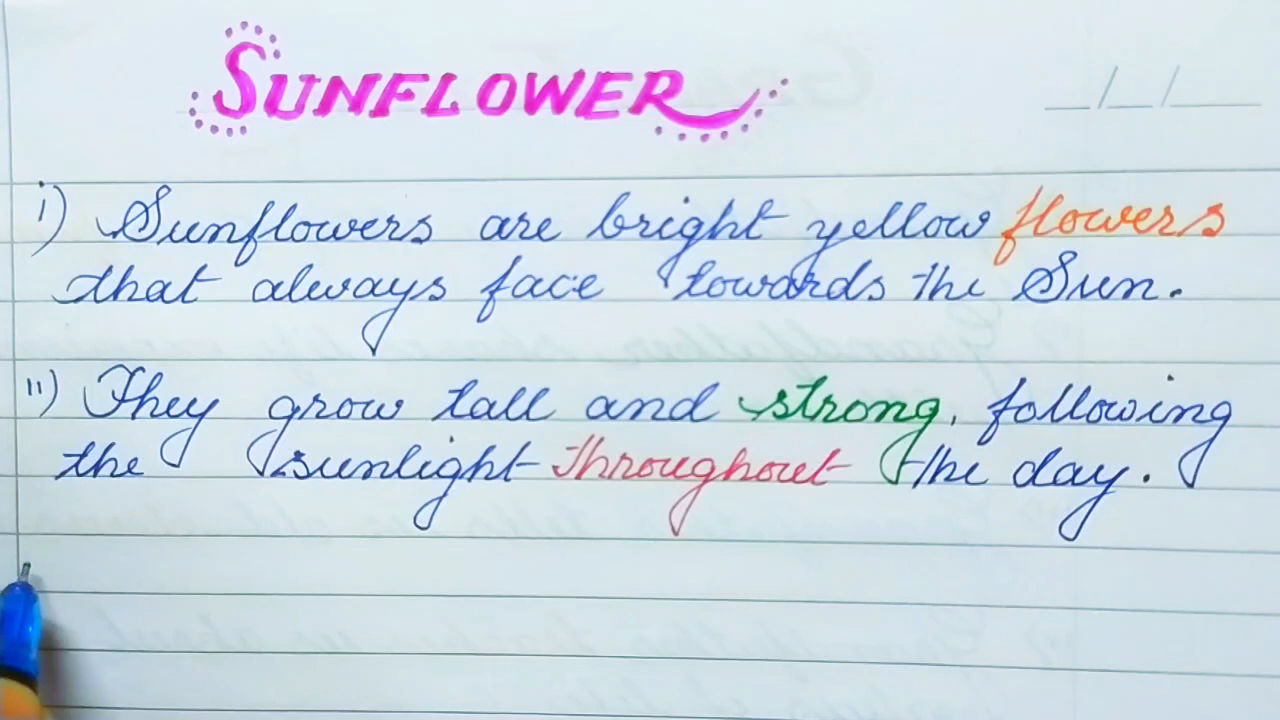 SUNFLOWER
_/_/_
i) Sunflowers are bright yellow flowers
that always face towards the Sun.
ii) They grow tall and strong, following
the sunlight throughout the day.